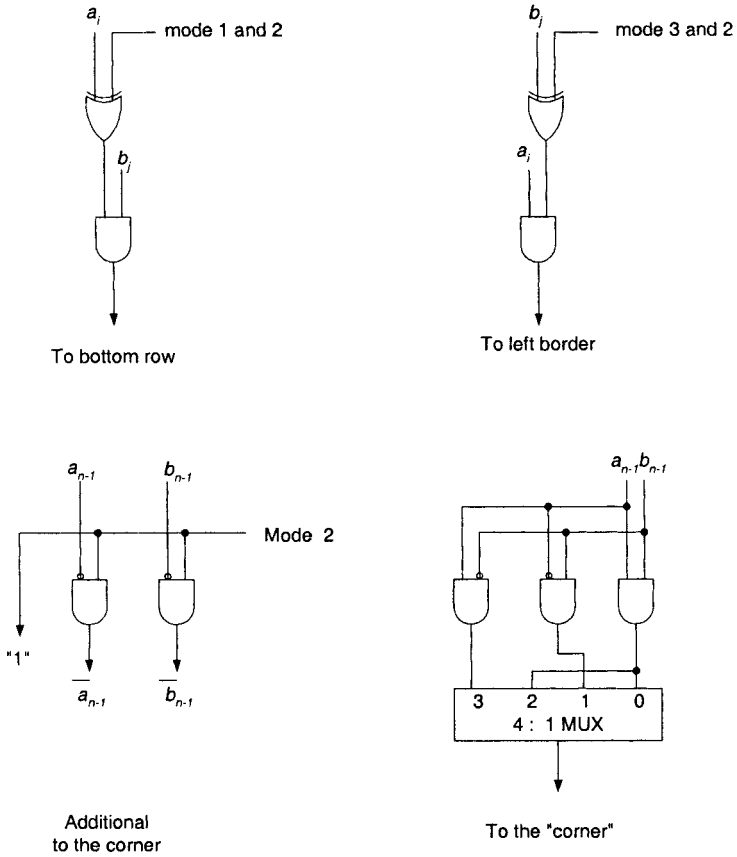 a_i
mode 1 and 2
b_j
To bottom row
b_j
mode 3 and 2
a_i
To left border
a_{n-1}
b_{n-1}
Mode 2
"1"
\overline{a}_{n-1}
\overline{b}_{n-1}
Additional
to the corner
a_{n-1} b_{n-1}
3 2 1 0
4 : 1 MUX
To the "corner"